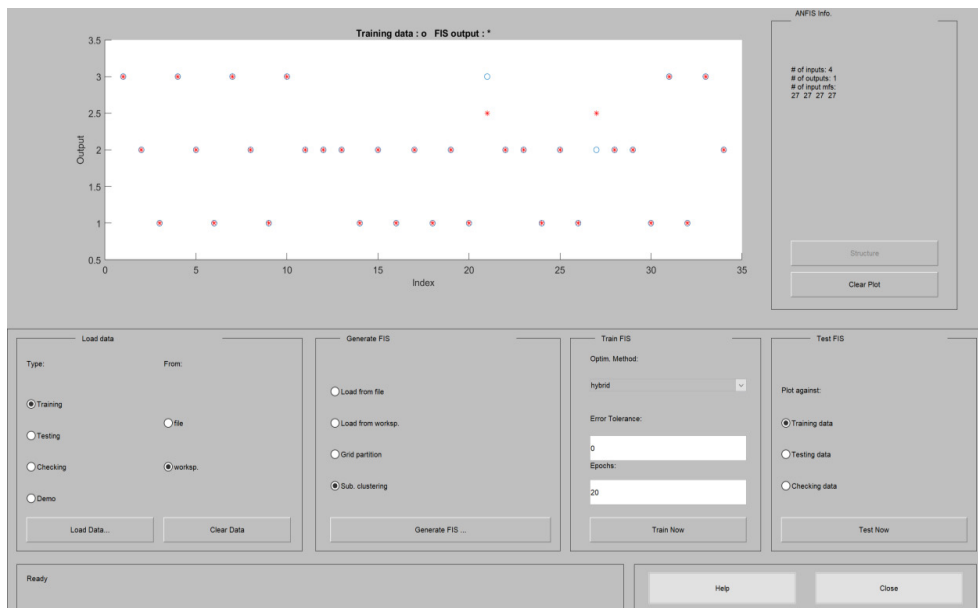 ANFIS Info.
Training data : o   FIS output : *
3.5
3
2.5
2
1.5
1
0.5
Output
0 5 10 15 20 25 30 35
Index
# of inputs: 4
# of outputs: 1
# of input mfs:
27 27 27 27
Structure
Clear Plot
Load data
Type:
From:
Training
Testing
Checking
Demo
file
worksp.
Load Data...
Clear Data
Generate FIS
Load from file
Load from worksp.
Grid partition
Sub. clustering
Generate FIS ...
Train FIS
Optim. Method:
hybrid
Error Tolerance:
0
Epochs:
20
Train Now
Test FIS
Plot against:
Training data
Testing data
Checking data
Test Now
Ready
Help
Close